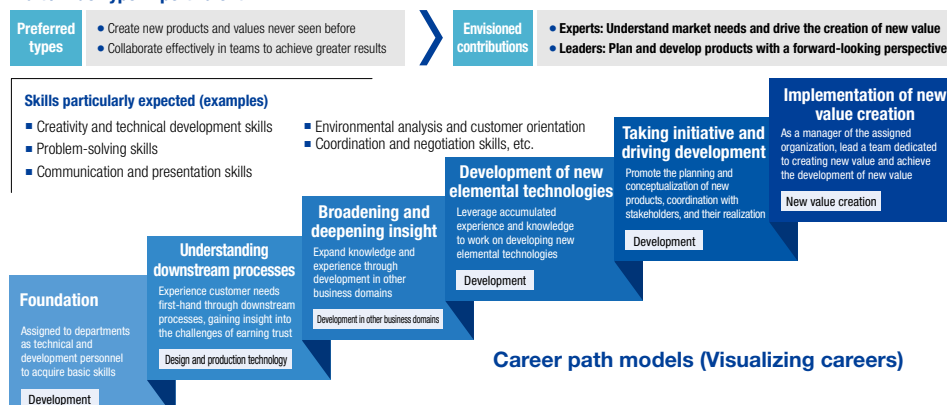 Preferred
types
● Create new products and values never seen before
● Collaborate effectively in teams to achieve greater results
Envisioned
contributions
● Experts: Understand market needs and drive the creation of new value
● Leaders: Plan and develop products with a forward-looking perspective
Skills particularly expected (examples)
■ Creativity and technical development skills
■ Problem-solving skills
■ Communication and presentation skills
■ Environmental analysis and customer orientation
■ Coordination and negotiation skills, etc.
Foundation
Assigned to departments
as technical and
development personnel
to acquire basic skills
Development
Understanding
downstream processes
Experience customer needs
first-hand through downstream
processes, gaining insight into
the challenges of earning trust
Design and production technology
Broadening and
deepening insight
Expand knowledge and
experience through
development in other
business domains
Development in other business domains
Development of new
elemental technologies
Leverage accumulated
experience and knowledge
to work on developing new
elemental technologies
Development
Taking initiative and
driving development
Promote the planning and
conceptualization of new
products, coordination with
stakeholders, and their realization
Development
Implementation of new
value creation
As a manager of the assigned
organization, lead a team dedicated
to creating new value and achieve
the development of new value
New value creation
Career path models (Visualizing careers)